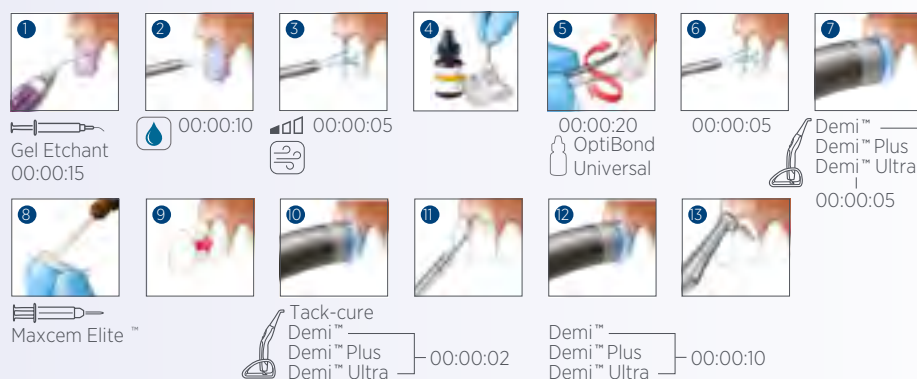 1
2
3
4
5
6
7
Gel Etchant
00:00:15
00:00:10
00:00:05
00:00:20
OptiBond
Universal
00:00:05
Demi™
Demi™ Plus
Demi™ Ultra
00:00:05
8
9
10
11
12
13
Maxcem Elite ™
Tack-cure
Demi™
Demi™ Plus
Demi™ Ultra
00:00:02
Demi™
Demi™ Plus
Demi™ Ultra
00:00:10